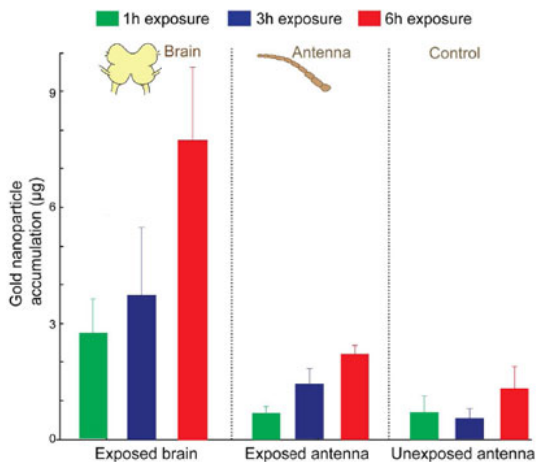 1h exposure 3h exposure 6h exposure
Brain Antenna Control
Gold nanoparticle
accumulation (µg)
9
6
3
0
Exposed brain Exposed antenna Unexposed antenna